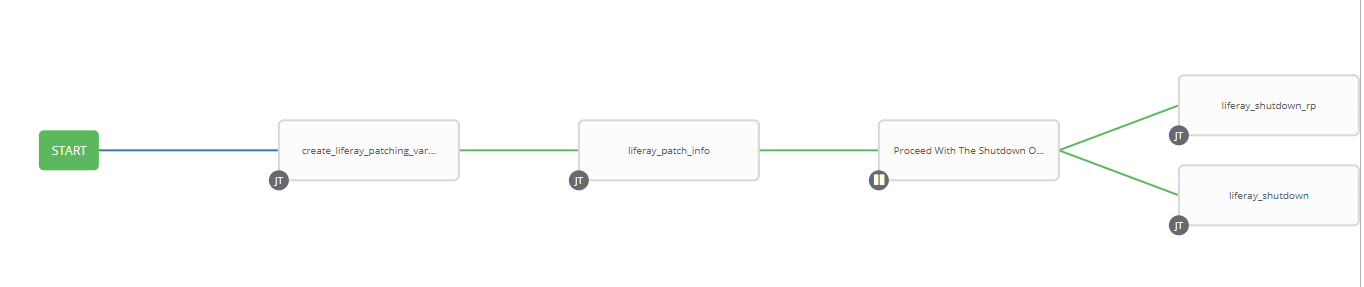 liferay_shutdown_rp
JT
START
create_liferay_patching_var...
liferay_patch_info
Proceed With The Shutdown O...
JT
JT
liferay_shutdown
JT